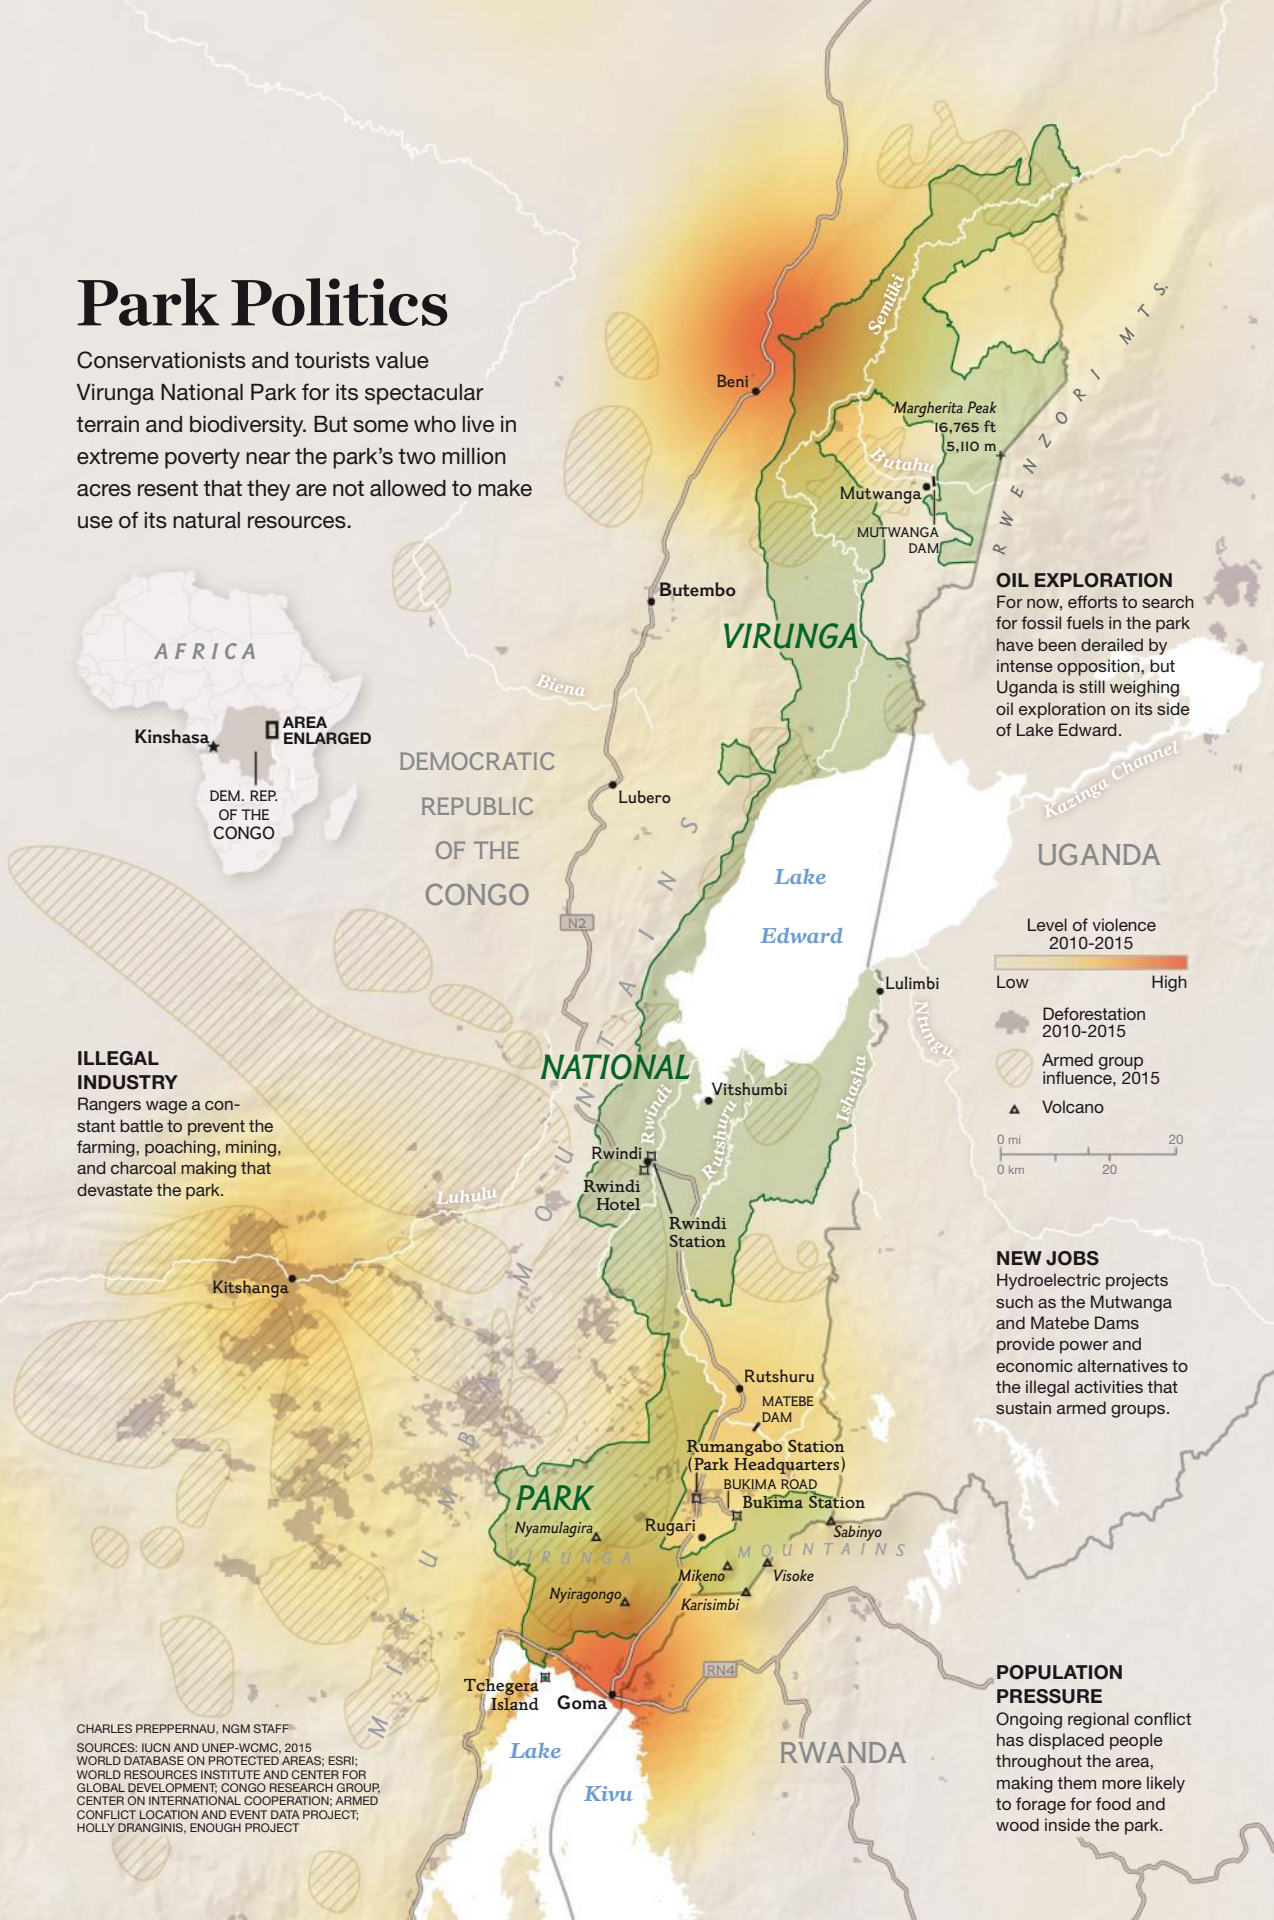 Park Politics
Conservationists and tourists value
Virunga National Park for its spectacular
terrain and biodiversity. But some who live in
extreme poverty near the park's two million
acres resent that they are not allowed to make
use of its natural resources.
AFRICA
Kinshasa
AREA
ENLARGED
DEM. REP.
OF THE
CONGO
Beni
Semliki
Margherita Peak
16,765 ft
5,110 m
Butahu
Mutwanga
MUTWANGA
DAM
RWENZORI MTS.
Butembo
VIRUNGA
Biena
OIL EXPLORATION
For now, efforts to search
for fossil fuels in the park
have been derailed by
intense opposition, but
Uganda is still weighing
oil exploration on its side
of Lake Edward.
Kazinga Channel
DEMOCRATIC
REPUBLIC
OF THE
CONGO
Lubero
N2
Lake
Edward
UGANDA
Level of violence
2010-2015
Low
High
Deforestation
2010-2015
Armed group
influence, 2015
Volcano
0 mi
20
0 km
20
Lulimbi
Ntungu
Ishasha
NATIONAL
Vitshumbi
Rwindi
Rutshuru
Rwindi
Rwindi
Hotel
Rwindi
Station
ILLEGAL
INDUSTRY
Rangers wage a con-
stant battle to prevent the
farming, poaching, mining,
and charcoal making that
devastate the park.
Luhulu
Kitshanga
MITUMBA MOUNTAINS
NEW JOBS
Hydroelectric projects
such as the Mutwanga
and Matebe Dams
provide power and
economic alternatives to
the illegal activities that
sustain armed groups.
Rutshuru
MATEBE
DAM
Rumangabo Station
(Park Headquarters)
BUKIMA ROAD
Bukima Station
PARK
Nyamulagira
Rugari
Sabinyo
VIRUNGA MOUNTAINS
Mikeno
Visoke
Nyiragongo
Karisimbi
RN4
Tchegera
Island
Goma
Lake
Kivu
RWANDA
POPULATION
PRESSURE
Ongoing regional conflict
has displaced people
throughout the area,
making them more likely
to forage for food and
wood inside the park.
CHARLES PREPPERNAU, NGM STAFF
SOURCES: IUCN AND UNEP-WCMC, 2015
WORLD DATABASE ON PROTECTED AREAS; ESRI;
WORLD RESOURCES INSTITUTE AND CENTER FOR
GLOBAL DEVELOPMENT; CONGO RESEARCH GROUP,
CENTER ON INTERNATIONAL COOPERATION; ARMED
CONFLICT LOCATION AND EVENT DATA PROJECT;
HOLLY DRANGINIS, ENOUGH PROJECT